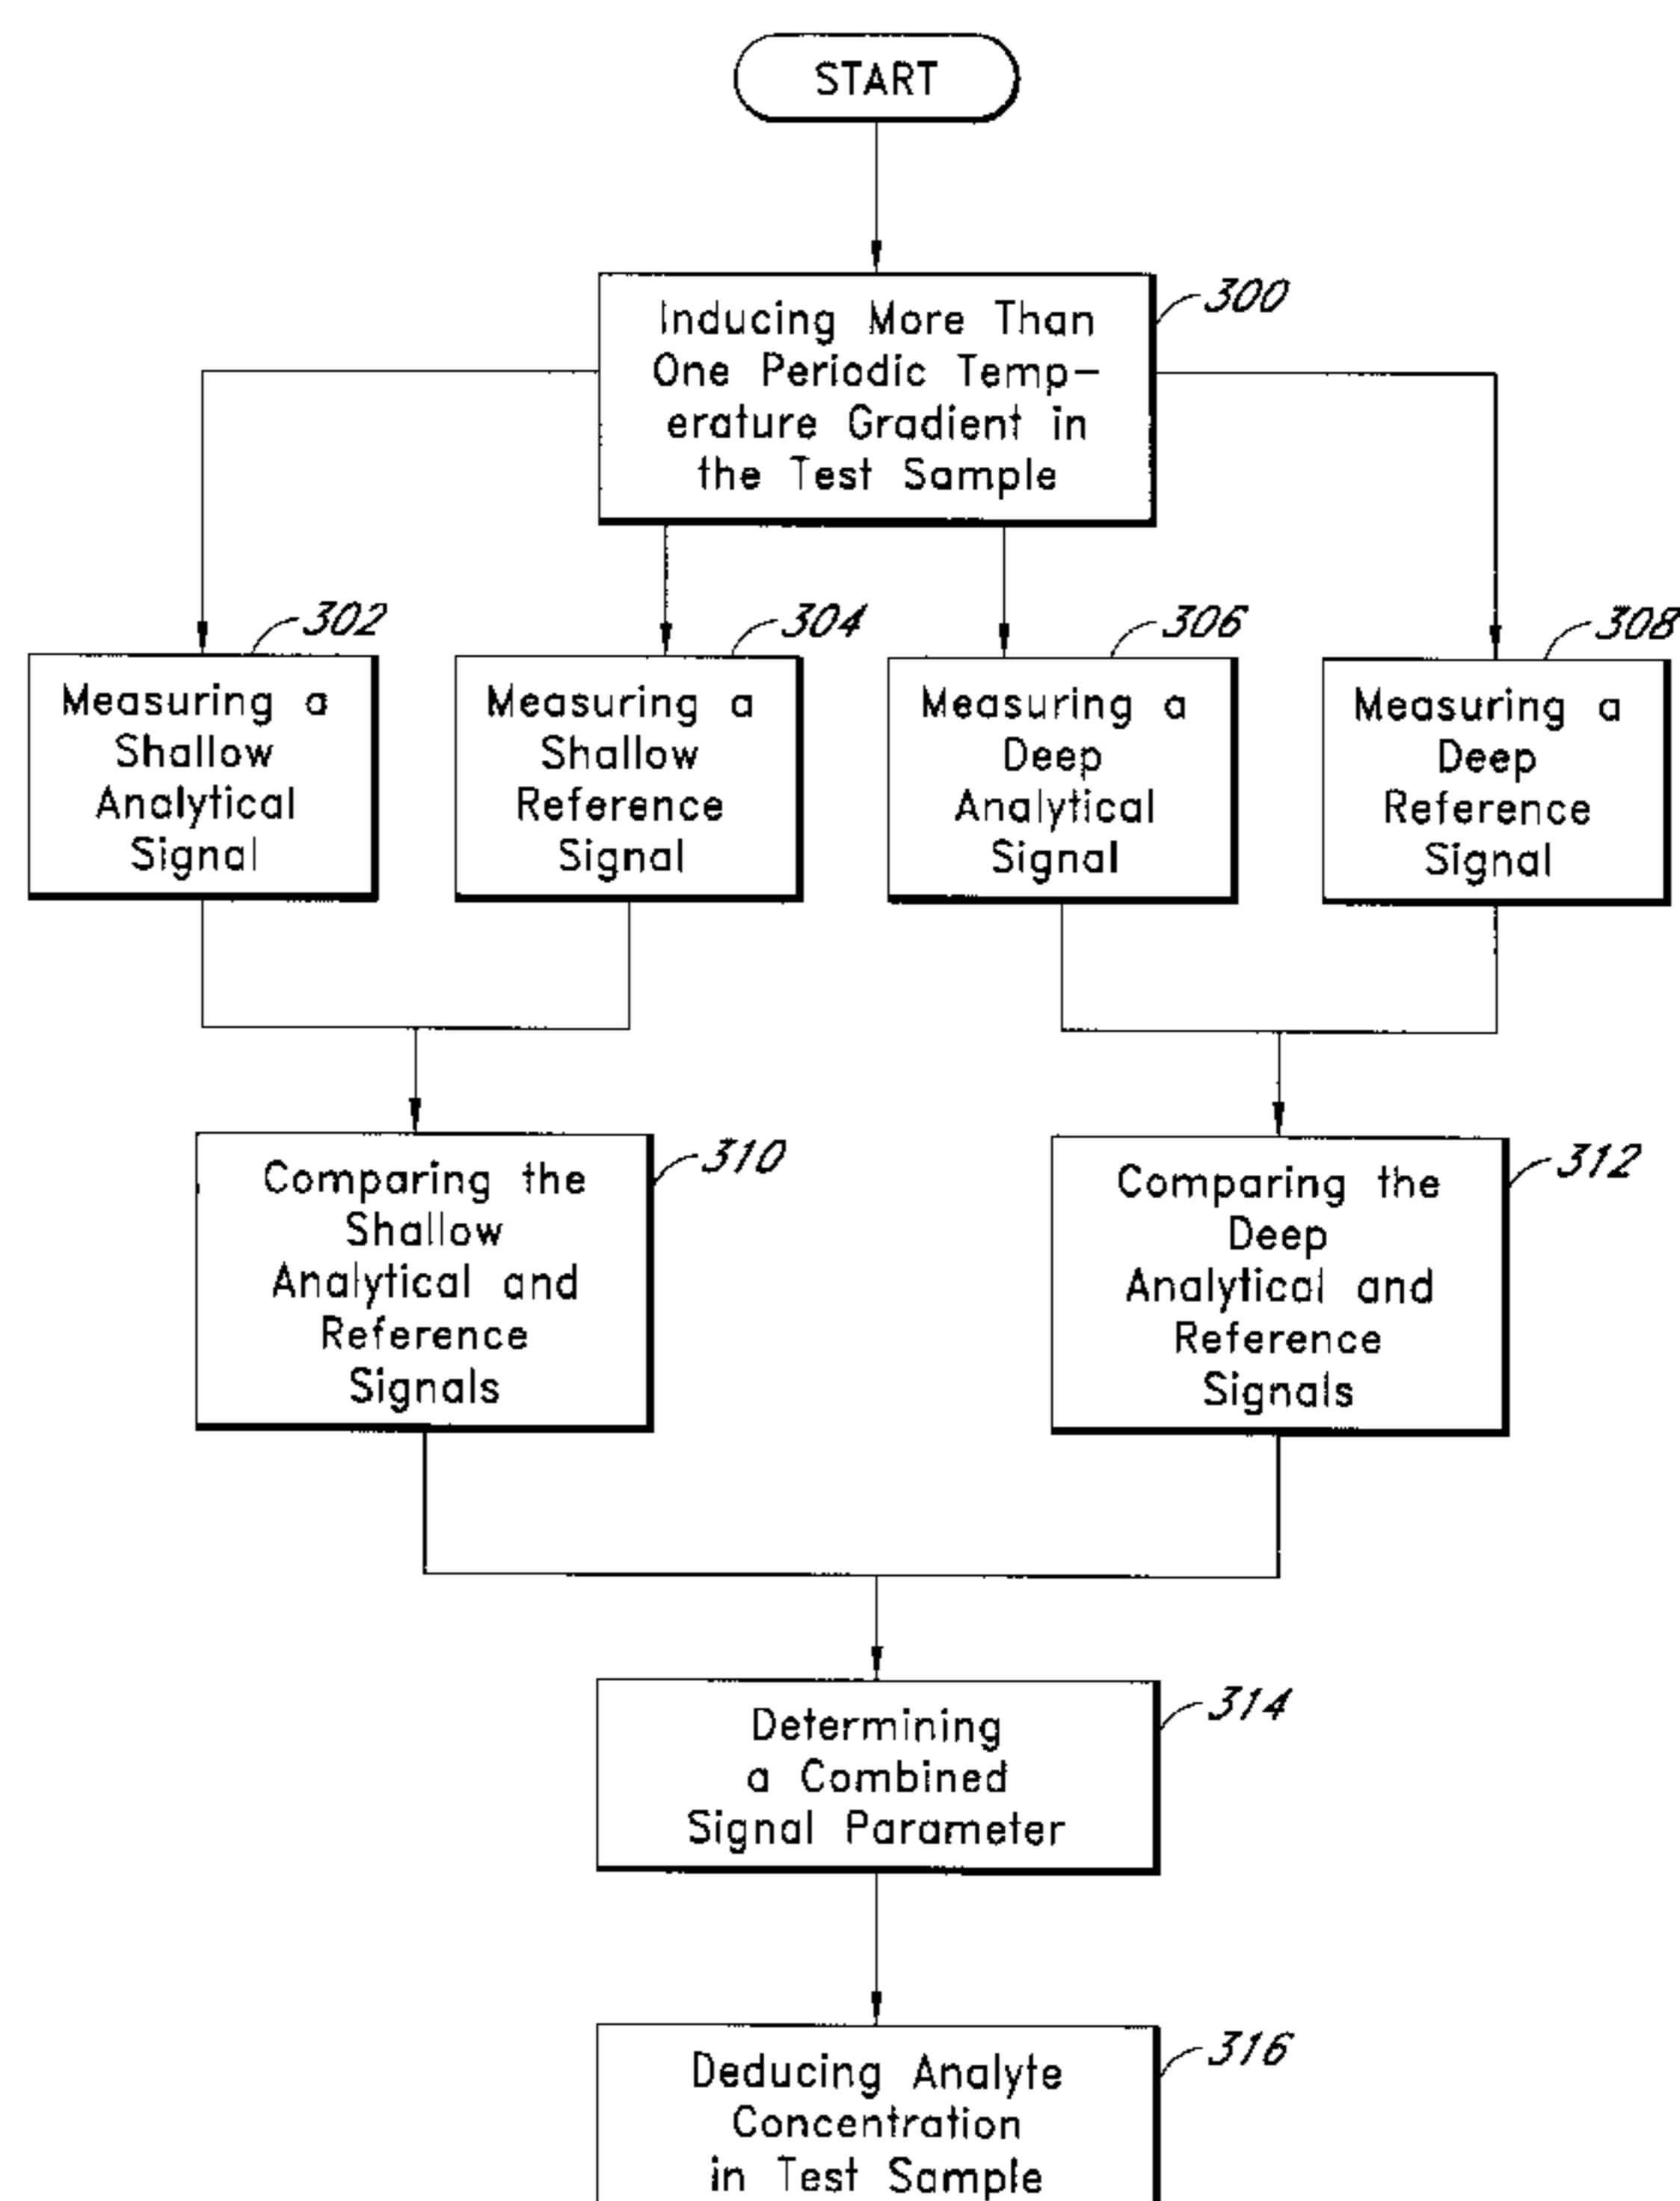 START
300
Inducing More Than
One Periodic Temp-
erature Gradient in
the Test Sample
302
304
306
308
Measuring a
Shallow
Analytical
Signal
Measuring a
Shallow
Reference
Signal
Measuring a
Deep
Analytical
Signal
Measuring a
Deep
Reference
Signal
310
Comparing the
Shallow
Analytical and
Reference
Signals
312
Comparing the
Deep
Analytical and
Reference
Signals
314
Determining
a Combined
Signal Parameter
316
Deducing Analyte
Concentration
in Test Sample